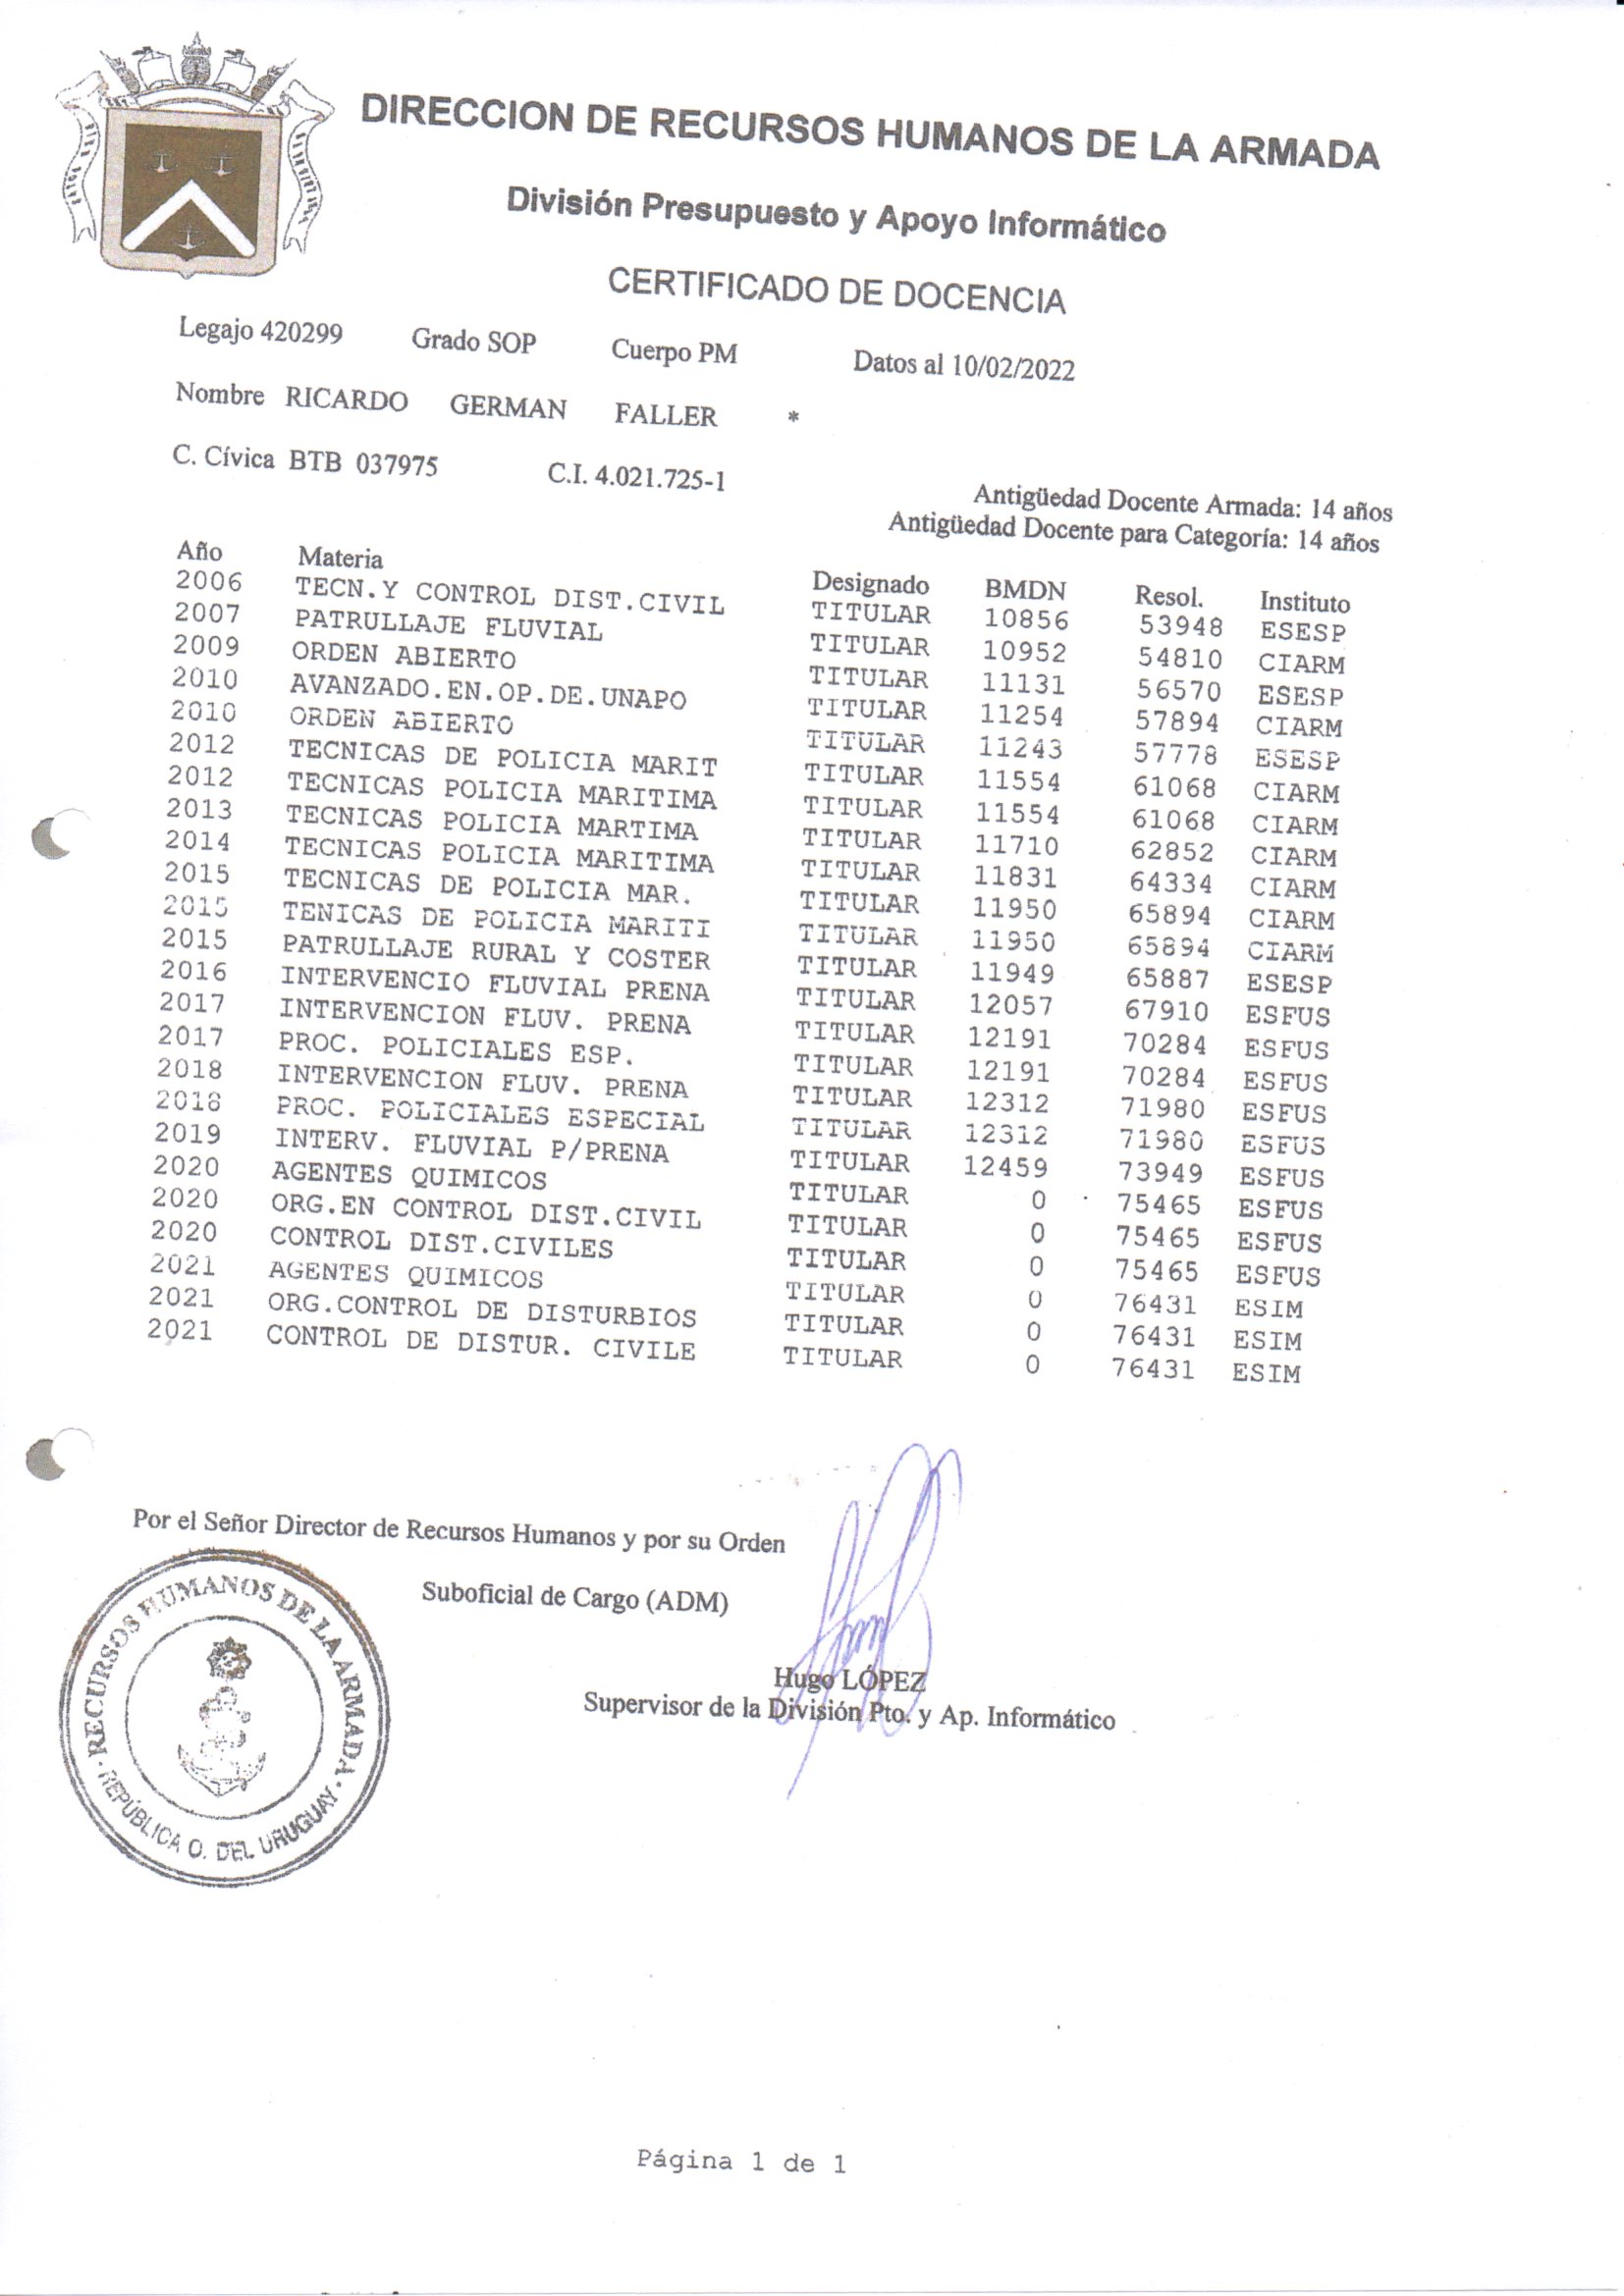 DIRECCION DE RECURSOS HUMANOS DE LA ARMADA
División Presupuesto y Apoyo Informático
CERTIFICADO DE DOCENCIA
Legajo 420299 Grado SOP Cuerpo PM Datos al 10/02/2022
Nombre RICARDO GERMAN FALLER *
C. Cívica BTB 037975 C.I. 4.021.725-1
Antigüedad Docente Armada: 14 años
Antigüedad Docente para Categoría: 14 años
Año Materia Designado BMDN Resol. Instituto
2006 TECN.Y CONTROL DIST.CIVIL TITULAR 10856 53948 ESESP
2007 PATRULLAJE FLUVIAL TITULAR 10952 54810 CIARM
2009 ORDEN ABIERTO TITULAR 11131 56570 ESESP
2010 AVANZADO.EN.OP.DE.UNAPO TITULAR 11254 57894 CIARM
2010 ORDEN ABIERTO TITULAR 11243 57778 ESESP
2012 TECNICAS DE POLICIA MARIT TITULAR 11554 61068 CIARM
2012 TECNICAS POLICIA MARITIMA TITULAR 11554 61068 CIARM
2013 TECNICAS POLICIA MARTIMA TITULAR 11710 62852 CIARM
2014 TECNICAS POLICIA MARITIMA TITULAR 11831 64334 CIARM
2015 TECNICAS DE POLICIA MAR. TITULAR 11950 65894 CIARM
2015 TENICAS DE POLICIA MARITI TITULAR 11950 65894 CIARM
2015 PATRULLAJE RURAL Y COSTER TITULAR 11949 65887 ESESP
2016 INTERVENCIO FLUVIAL PRENA TITULAR 12057 67910 ESFUS
2017 INTERVENCION FLUV. PRENA TITULAR 12191 70284 ESFUS
2017 PROC. POLICIALES ESP. TITULAR 12191 70284 ESFUS
2018 INTERVENCION FLUV. PRENA TITULAR 12312 71980 ESFUS
2018 PROC. POLICIALES ESPECIAL TITULAR 12312 71980 ESFUS
2019 INTERV. FLUVIAL P/PRENA TITULAR 12459 73949 ESFUS
2020 AGENTES QUIMICOS TITULAR 0 75465 ESFUS
2020 ORG.EN CONTROL DIST.CIVIL TITULAR 0 75465 ESFUS
2020 CONTROL DIST.CIVILES TITULAR 0 75465 ESFUS
2021 AGENTES QUIMICOS TITULAR 0 76431 ESIM
2021 ORG.CONTROL DE DISTURBIOS TITULAR 0 76431 ESIM
2021 CONTROL DE DISTUR. CIVILE TITULAR 0 76431 ESIM
Por el Señor Director de Recursos Humanos y por su Orden
Suboficial de Cargo (ADM)
Hugo LÓPEZ
Supervisor de la División Pto. y Ap. Informático
· RECURSOS HUMANOS DE LA ARMADA ·
REPÚBLICA O. DEL URUGUAY
Página 1 de 1